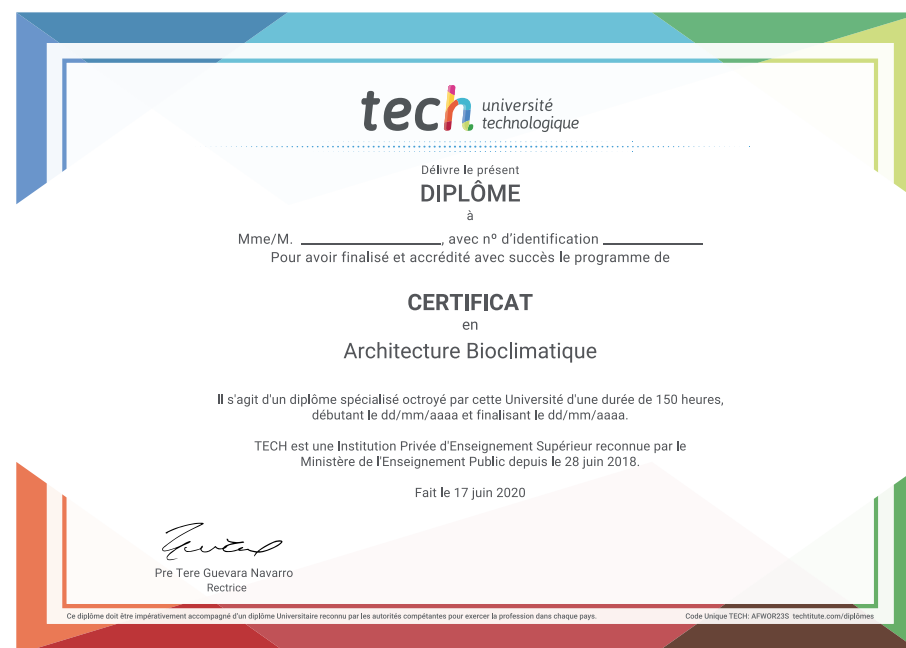 tech université
technologique
Délivre le présent
DIPLÔME
à
Mme/M. ____________________, avec nº d'identification ______________
Pour avoir finalisé et accrédité avec succès le programme de
CERTIFICAT
en
Architecture Bioclimatique
Il s'agit d'un diplôme spécialisé octroyé par cette Université d'une durée de 150 heures,
débutant le dd/mm/aaaa et finalisant le dd/mm/aaaa.
TECH est une Institution Privée d'Enseignement Supérieur reconnue par le
Ministère de l'Enseignement Public depuis le 28 juin 2018.
Fait le 17 juin 2020
Pre Tere Guevara Navarro
Rectrice
Ce diplôme doit être impérativement accompagné d'un diplôme Universitaire reconnu par les autorités compétentes pour exercer la profession dans chaque pays.
Code Unique TECH: AFWOR23S techtitute.com/diplômes